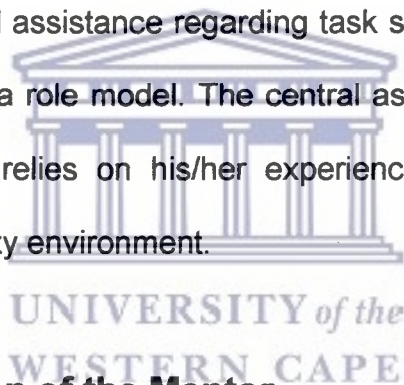 assistance regarding task s
a role model. The central as
relies on his/her experienc
ty environment.
UNIVERSITY of the
WESTERN CAPE
n of the Mentor